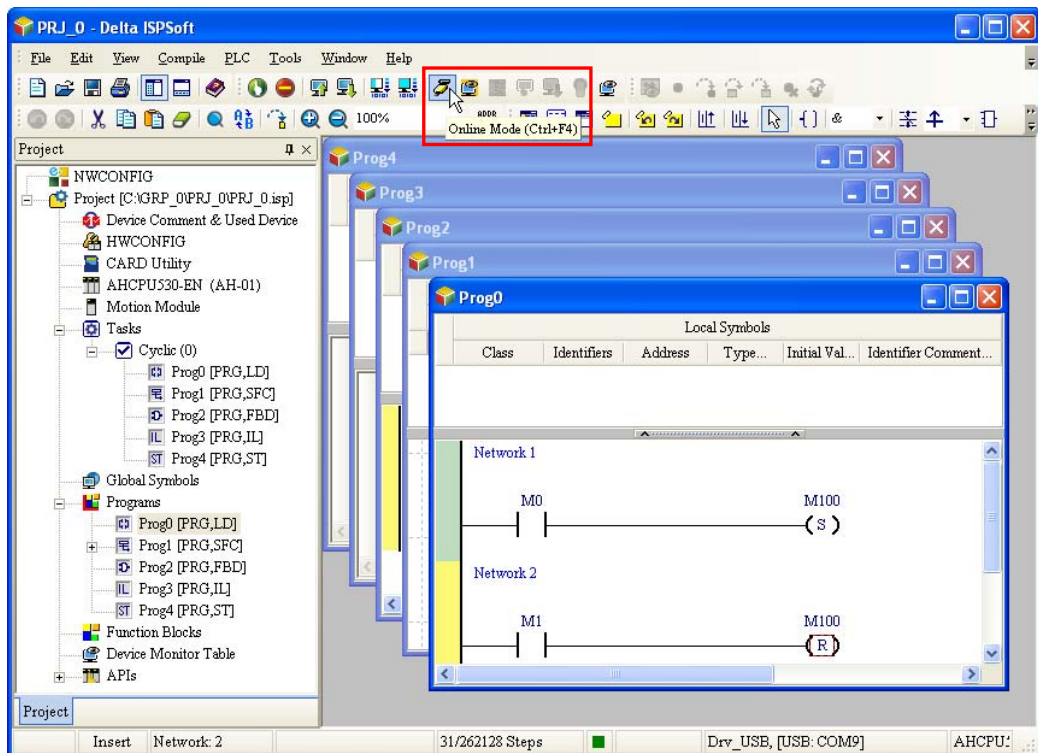 PRJ_0 - Delta ISPSoft
File Edit View Compile PLC Tools Window Help
100%
Online Mode (Ctrl+F4)
Project
NWCONFIG
Project [C:\GRP_0\PRJ_0\PRJ_0.isp]
Device Comment & Used Device
HWCONFIG
CARD Utility
AHCPU530-EN (AH-01)
Motion Module
Tasks
Cyclic (0)
Prog0 [PRG,LD]
Prog1 [PRG,SFC]
Prog2 [PRG,FBD]
Prog3 [PRG,IL]
Prog4 [PRG,ST]
Global Symbols
Programs
Prog0 [PRG,LD]
Prog1 [PRG,SFC]
Prog2 [PRG,FBD]
Prog3 [PRG,IL]
Prog4 [PRG,ST]
Function Blocks
Device Monitor Table
APIs
Project
Prog4
Prog3
Prog2
Prog1
Prog0
Local Symbols
Class Identifiers Address Type... Initial Val... Identifier Comment...
Network 1
M0 M100
S
Network 2
M1 M100
R
Insert Network: 2 31/262128 Steps Drv_USB, [USB: COM9]